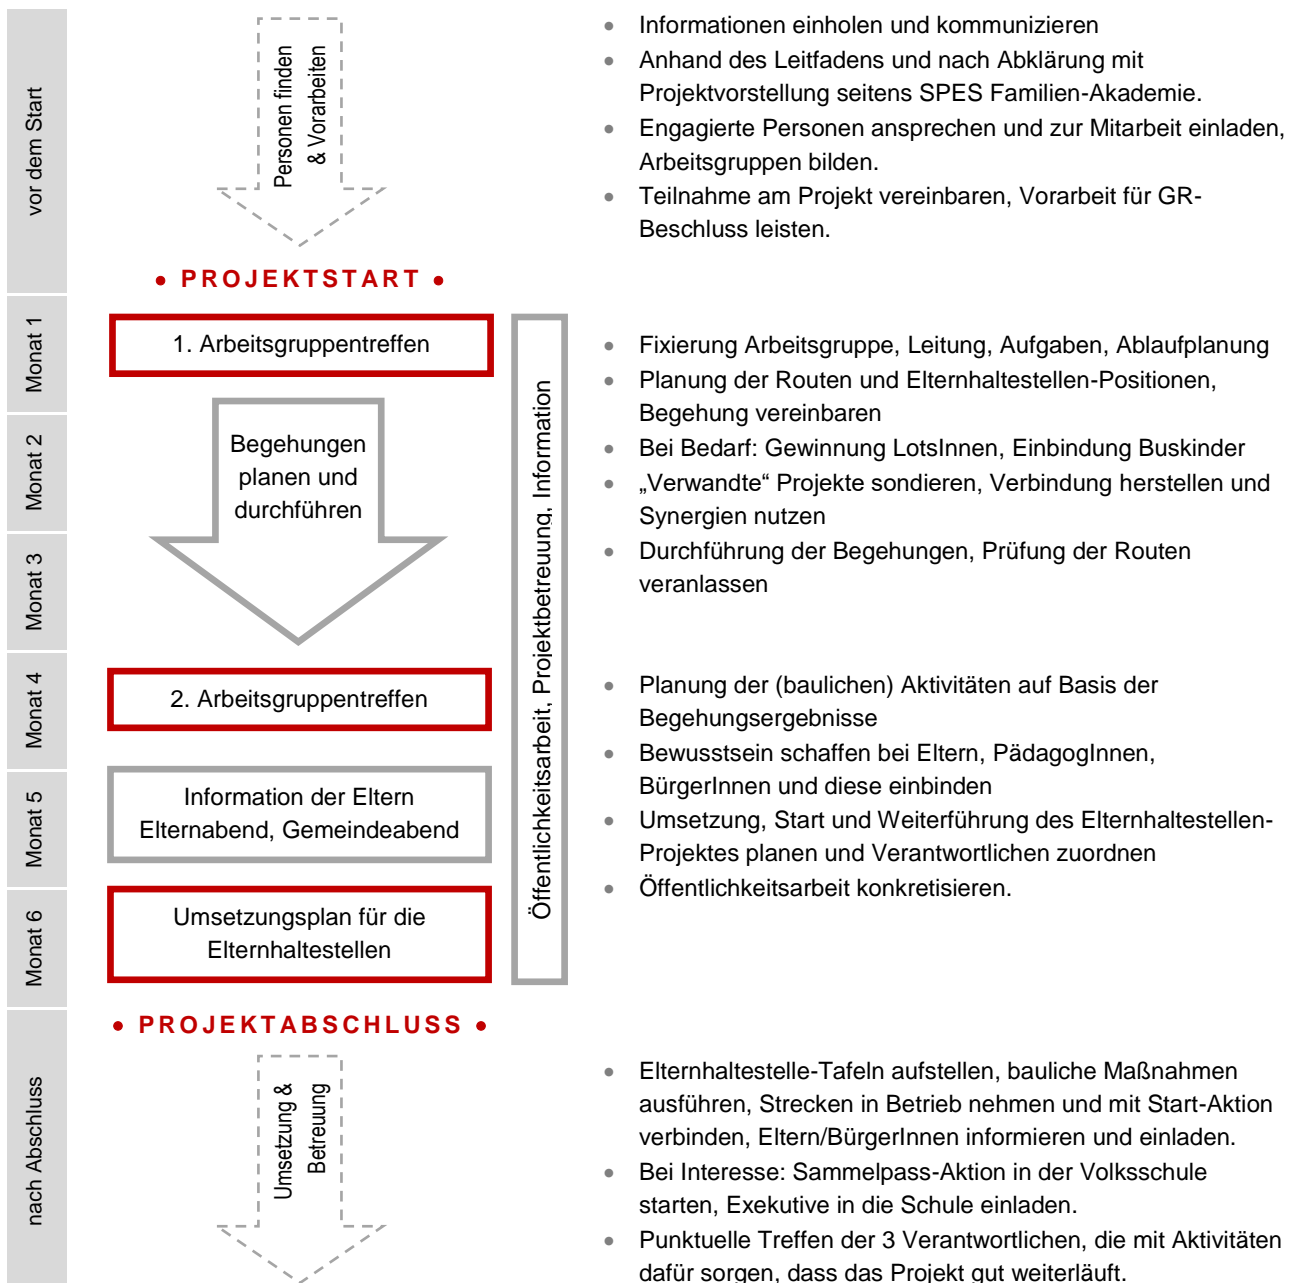 vor dem Start
Personen finden
& Vorarbeiten
Informationen einholen und kommunizieren
Anhand des Leitfadens und nach Abklärung mit
Projektvorstellung seitens SPES Familien-Akademie.
Engagierte Personen ansprechen und zur Mitarbeit einladen,
Arbeitsgruppen bilden.
Teilnahme am Projekt vereinbaren, Vorarbeit für GR-
Beschluss leisten.
• PROJEKTSTART •
Monat 1
Monat 2
Monat 3
1. Arbeitsgruppentreffen
Begehungen
planen und
durchführen
Öffentlichkeitsarbeit, Projektbetreuung, Information
Fixierung Arbeitsgruppe, Leitung, Aufgaben, Ablaufplanung
Planung der Routen und Elternhaltestellen-Positionen,
Begehung vereinbaren
Bei Bedarf: Gewinnung LotsInnen, Einbindung Buskinder
„Verwandte“ Projekte sondieren, Verbindung herstellen und
Synergien nutzen
Durchführung der Begehungen, Prüfung der Routen
veranlassen
Monat 4
Monat 5
Monat 6
2. Arbeitsgruppentreffen
Information der Eltern
Elternabend, Gemeindeabend
Umsetzungsplan für die
Elternhaltestellen
Planung der (baulichen) Aktivitäten auf Basis der
Begehungsergebnisse
Bewusstsein schaffen bei Eltern, PädagogInnen,
BürgerInnen und diese einbinden
Umsetzung, Start und Weiterführung des Elternhaltestellen-
Projektes planen und Verantwortlichen zuordnen
Öffentlichkeitsarbeit konkretisieren.
• PROJEKTABSCHLUSS •
nach Abschluss
Umsetzung &
Betreuung
Elternhaltestelle-Tafeln aufstellen, bauliche Maßnahmen
ausführen, Strecken in Betrieb nehmen und mit Start-Aktion
verbinden, Eltern/BürgerInnen informieren und einladen.
Bei Interesse: Sammelpass-Aktion in der Volksschule
starten, Exekutive in die Schule einladen.
Punktuelle Treffen der 3 Verantwortlichen, die mit Aktivitäten
dafür sorgen, dass das Projekt gut weiterläuft.